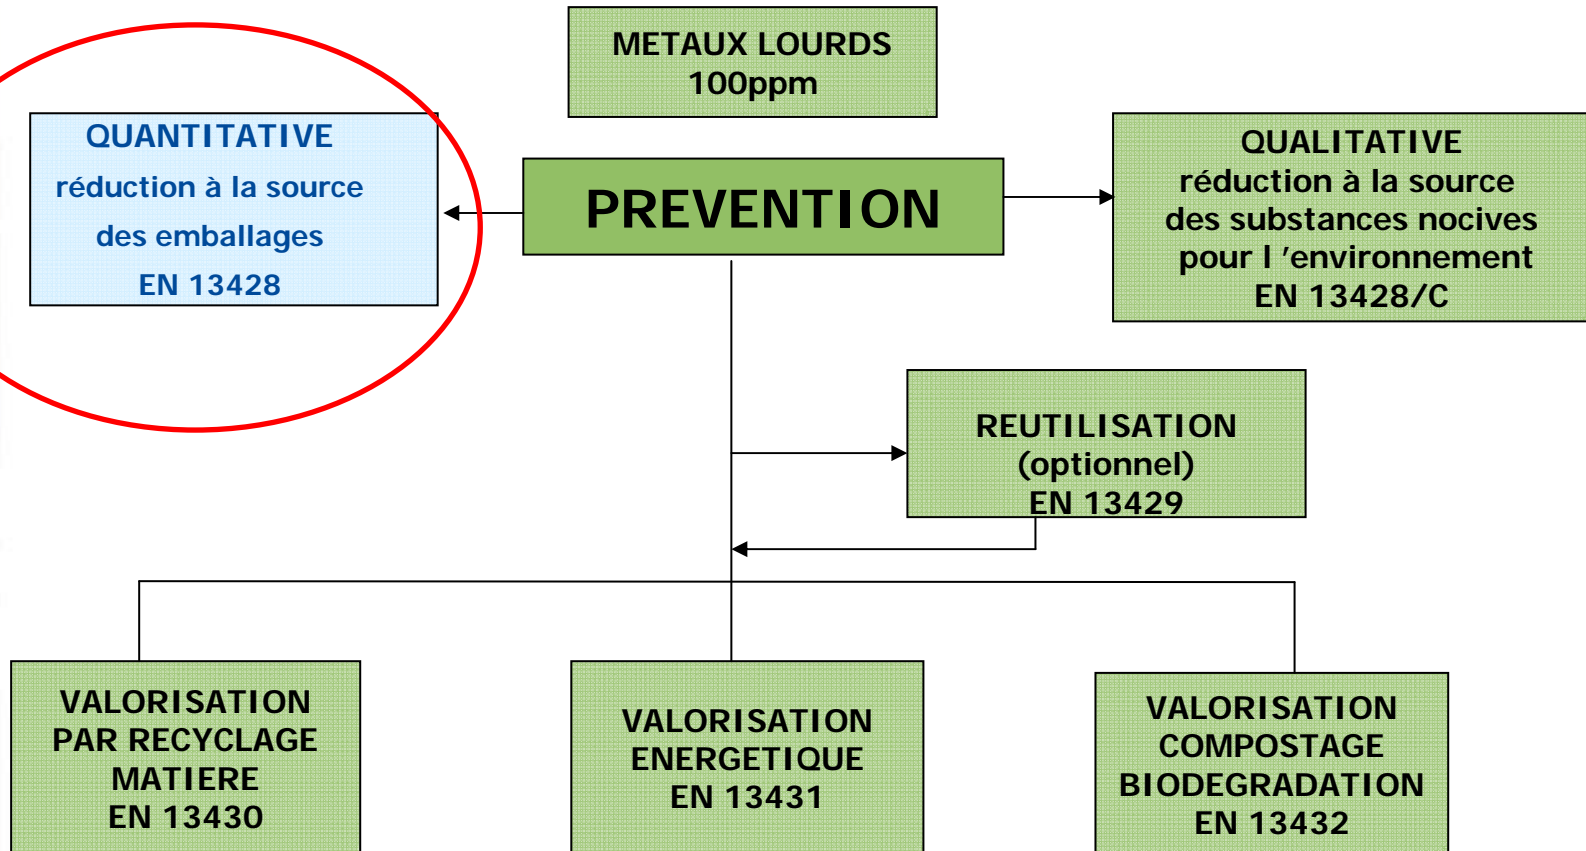 METAUX LOURDS
100ppm
QUANTITATIVE
réduction à la source
des emballages
EN 13428
PREVENTION
QUALITATIVE
réduction à la source
des substances nocives
pour l ’environnement
EN 13428/C
REUTILISATION
(optionnel)
EN 13429
VALORISATION
PAR RECYCLAGE
MATIERE
EN 13430
VALORISATION
ENERGETIQUE
EN 13431
VALORISATION
COMPOSTAGE
BIODEGRADATION
EN 13432